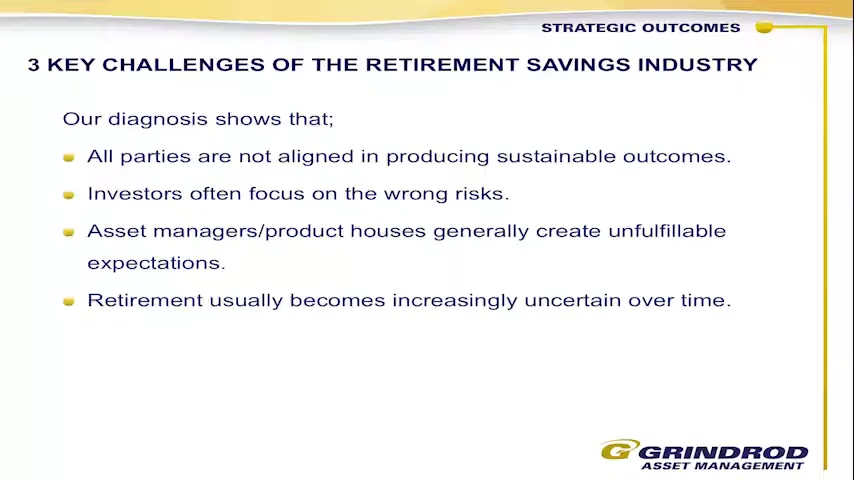 STRATEGIC OUTCOMES
3 KEY CHALLENGES OF THE RETIREMENT SAVINGS INDUSTRY
Our diagnosis shows that;
All parties are not aligned in producing sustainable outcomes.
Investors often focus on the wrong risks.
Asset managers/product houses generally create unfulfillable
expectations.
Retirement usually becomes increasingly uncertain over time.
GRINDROD
ASSET MANAGEMENT